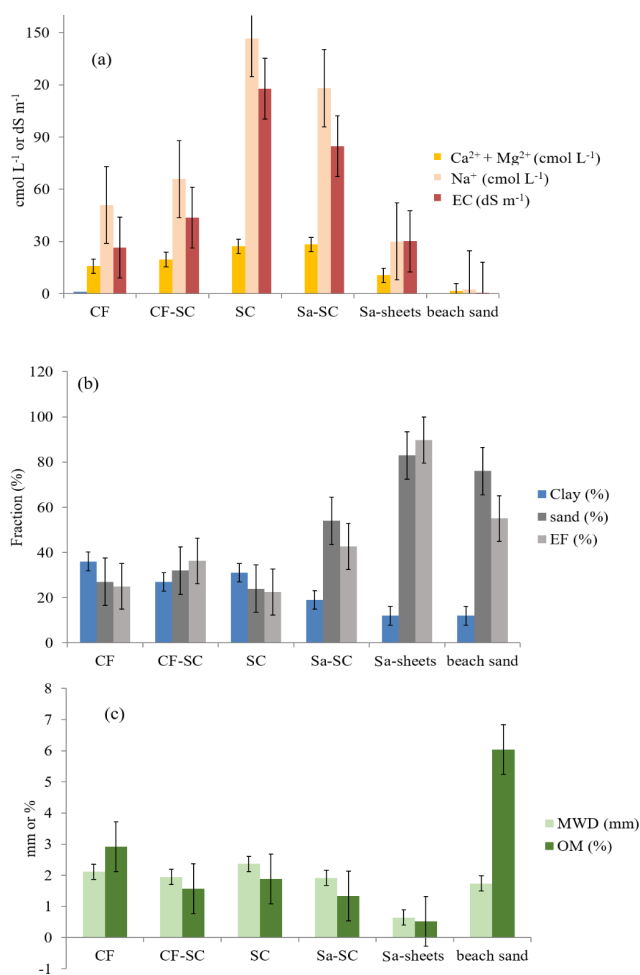 (a)
cmol L⁻¹ or dS m⁻¹
150
20
90
60
30
0
CF
CF-SC
SC
Sa-SC
Sa-sheets
beach sand
Ca²⁺ + Mg²⁺ (cmol L⁻¹)
Na⁺ (cmol L⁻¹)
EC (dS m⁻¹)
(b)
Fraction (%)
120
100
80
60
40
20
0
CF
CF-SC
SC
Sa-SC
Sa-sheets
beach sand
Clay (%)
sand (%)
EF (%)
(c)
mm or %
8
7
6
5
4
3
2
1
0
-1
CF
CF-SC
SC
Sa-SC
Sa-sheets
beach sand
MWD (mm)
OM (%)